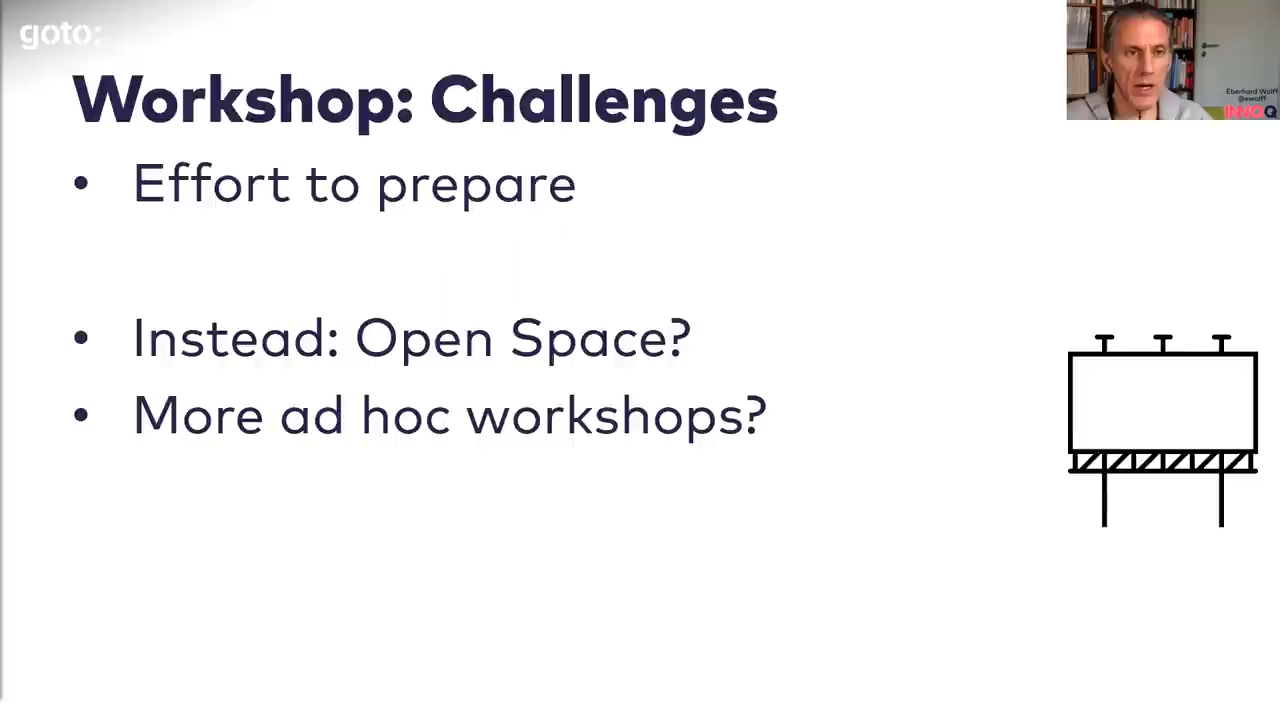 goto:
Workshop: Challenges
• Effort to prepare
• Instead: Open Space?
• More ad hoc workshops?
Eberhard Wolff
@ewolff
INNOQ